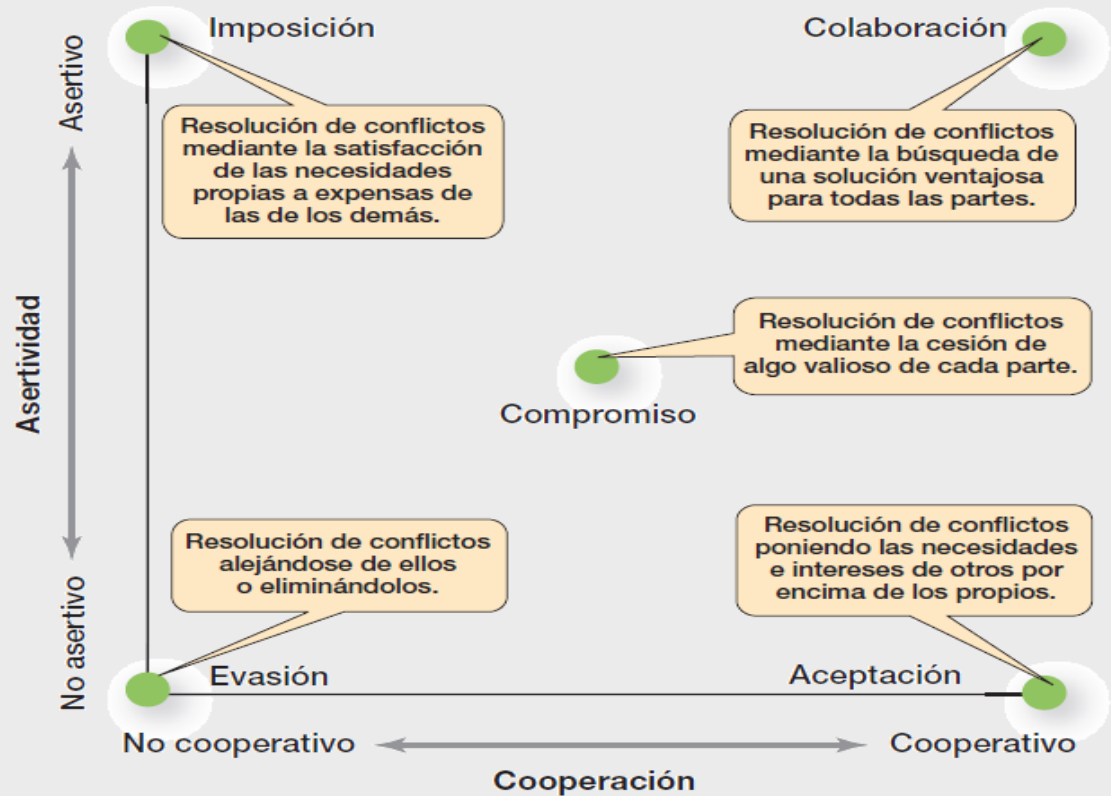 Imposición
Colaboración
Asertivo
Resolución de conflictos
mediante la satisfacción
de las necesidades
propias a expensas de
las de los demás.
Resolución de conflictos
mediante la búsqueda de
una solución ventajosa
para todas las partes.
Asertividad
Resolución de conflictos
mediante la cesión de
algo valioso de cada parte.
Compromiso
Resolución de conflictos
alejándose de ellos
o eliminándolos.
Resolución de conflictos
poniendo las necesidades
e intereses de otros por
encima de los propios.
No asertivo
Evasión
Aceptación
No cooperativo
Cooperativo
Cooperación